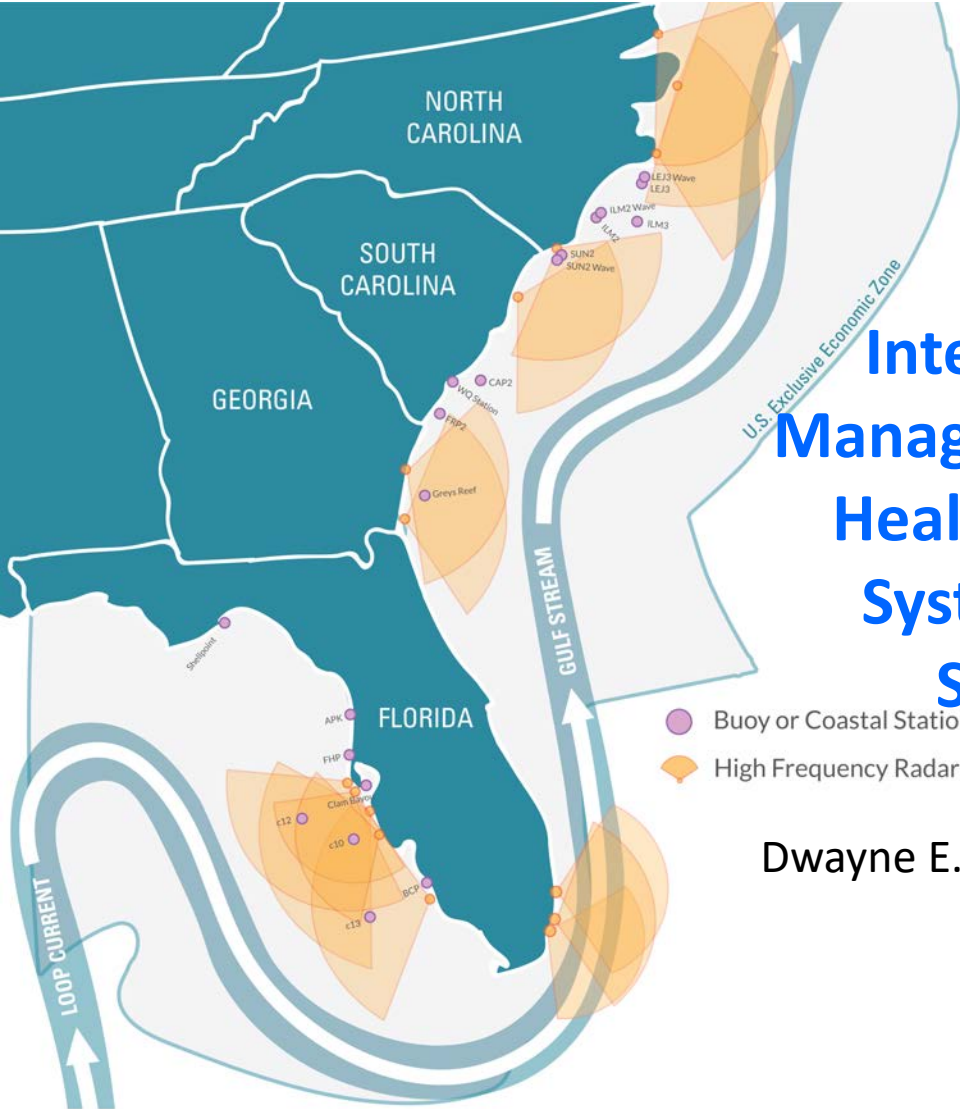 NORTH
CAROLINA
LEJ3 Wave
LEJ3
ILM2 Wave
ILM2
ILM3
SOUTH
CAROLINA
SUN2
SUN2 Wave
U.S. Exclusive Economic Zone
Inte
Manag
Heal
Syst
S
GEORGIA
CAP2
WQ Station
FRP2
Greys Reef
GULF STREAM
Shellpoint
APK
FLORIDA
Buoy or Coastal Statio
FHP
High Frequency Radar
Clam Bayou
c12
c10
Dwayne E.
BCP
c13
LOOP CURRENT